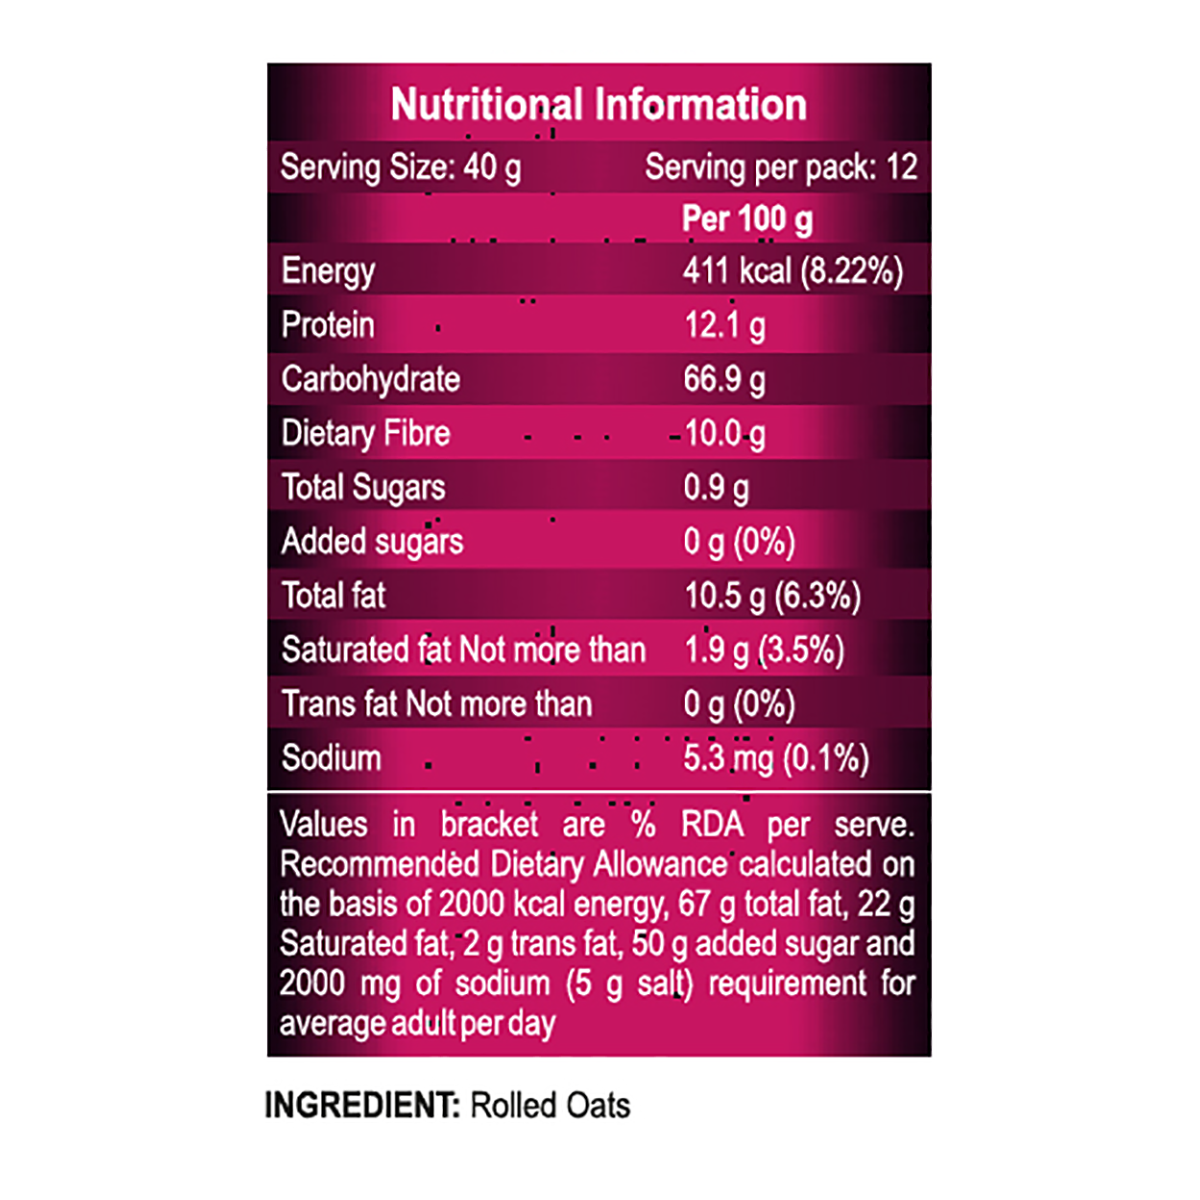 Nutritional Information
Serving Size: 40 g Serving per pack: 12
Per 100 g
Energy 411 kcal (8.22%)
Protein 12.1 g
Carbohydrate 66.9 g
Dietary Fibre 10.0 g
Total Sugars 0.9 g
Added sugars 0 g (0%)
Total fat 10.5 g (6.3%)
Saturated fat Not more than 1.9 g (3.5%)
Trans fat Not more than 0 g (0%)
Sodium 5.3 mg (0.1%)
Values in bracket are % RDA per serve.
Recommended Dietary Allowance calculated on
the basis of 2000 kcal energy, 67 g total fat, 22 g
Saturated fat, 2 g trans fat, 50 g added sugar and
2000 mg of sodium (5 g salt) requirement for
average adult per day
INGREDIENT: Rolled Oats